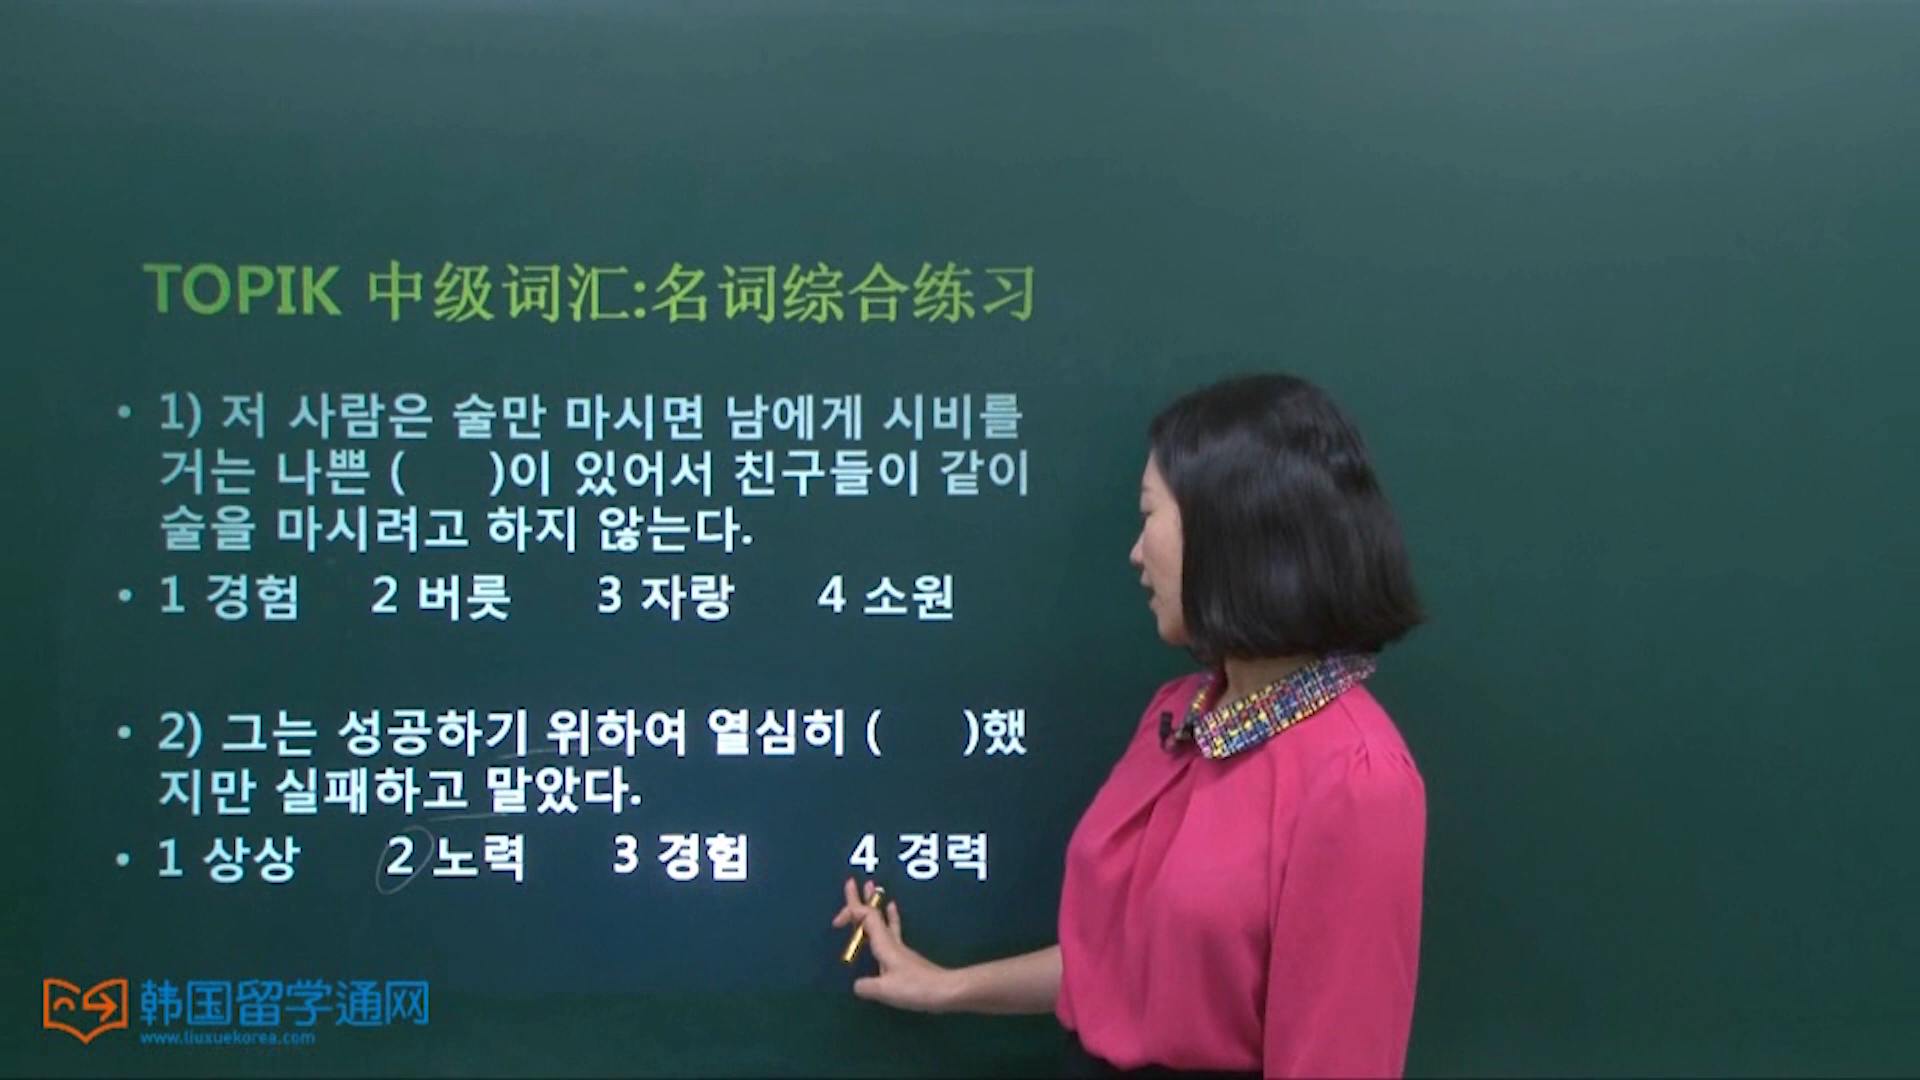 TOPIK 中级词汇:名词综合练习
• 1) 저 사람은 술만 마시면 남에게 시비를
거는 나쁜 ( )이 있어서 친구들이 같이
술을 마시려고 하지 않는다.
• 1 경험 2 버릇 3 자랑 4 소원
• 2) 그는 성공하기 위하여 열심히 ( )했
지만 실패하고 말았다.
• 1 상상 2 노력 3 경험 4 경력
韩国留学通网
www.liuxuekorea.com